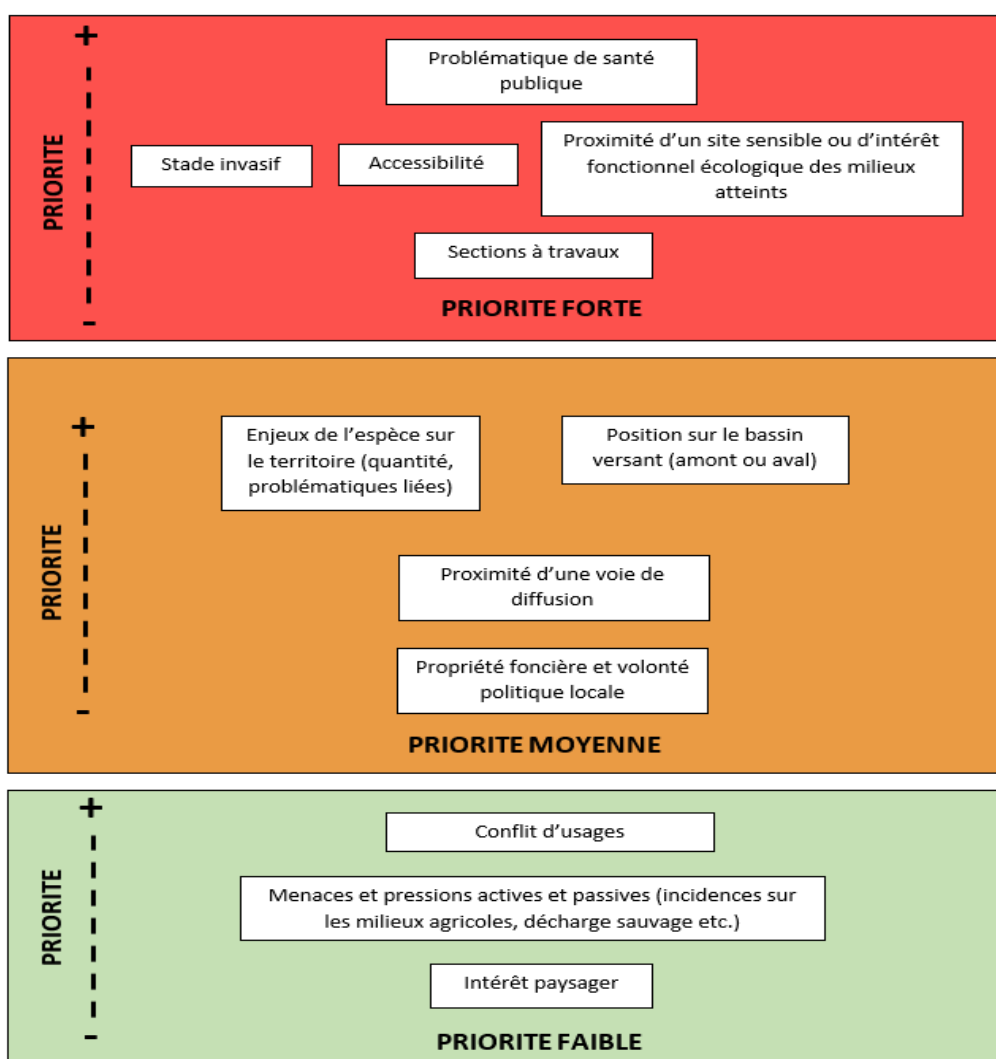 +
PRIORITE
-
Problématique de santé
publique
Stade invasif
Accessibilité
Proximité d’un site sensible ou d’intérêt
fonctionnel écologique des milieux
atteints
Sections à travaux
PRIORITE FORTE
+
PRIORITE
-
Enjeux de l’espèce sur
le territoire (quantité,
problématiques liées)
Position sur le bassin
versant (amont ou aval)
Proximité d’une voie de
diffusion
Propriété foncière et volonté
politique locale
PRIORITE MOYENNE
+
PRIORITE
-
Conflit d’usages
Menaces et pressions actives et passives (incidences sur
les milieux agricoles, décharge sauvage etc.)
Intérêt paysager
PRIORITE FAIBLE